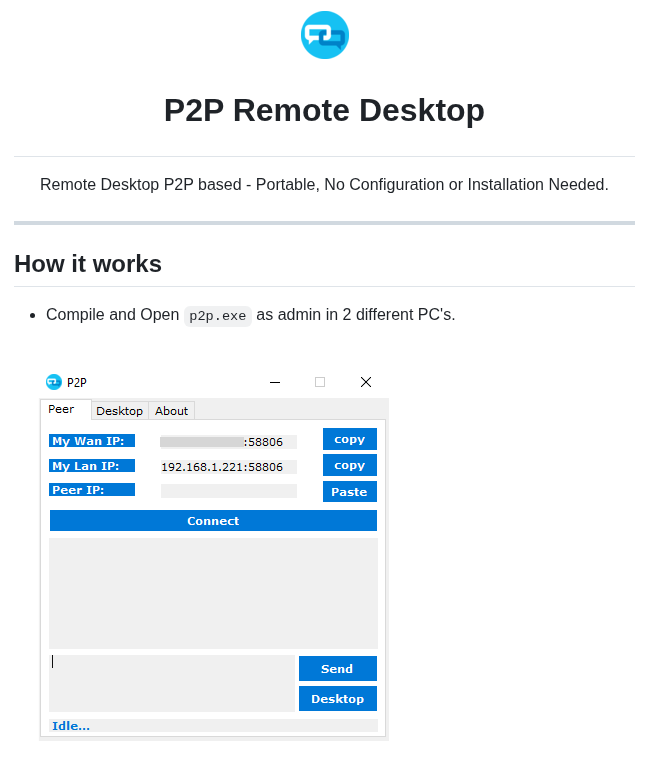 P2P Remote Desktop
Remote Desktop P2P based - Portable, No Configuration or Installation Needed.
How it works
Compile and Open p2p.exe as admin in 2 different PC's.
P2P
Peer Desktop About
My Wan IP: :58806 copy
My Lan IP: 192.168.1.221:58806 copy
Peer IP: Paste
Connect
Send
Desktop
Idle...